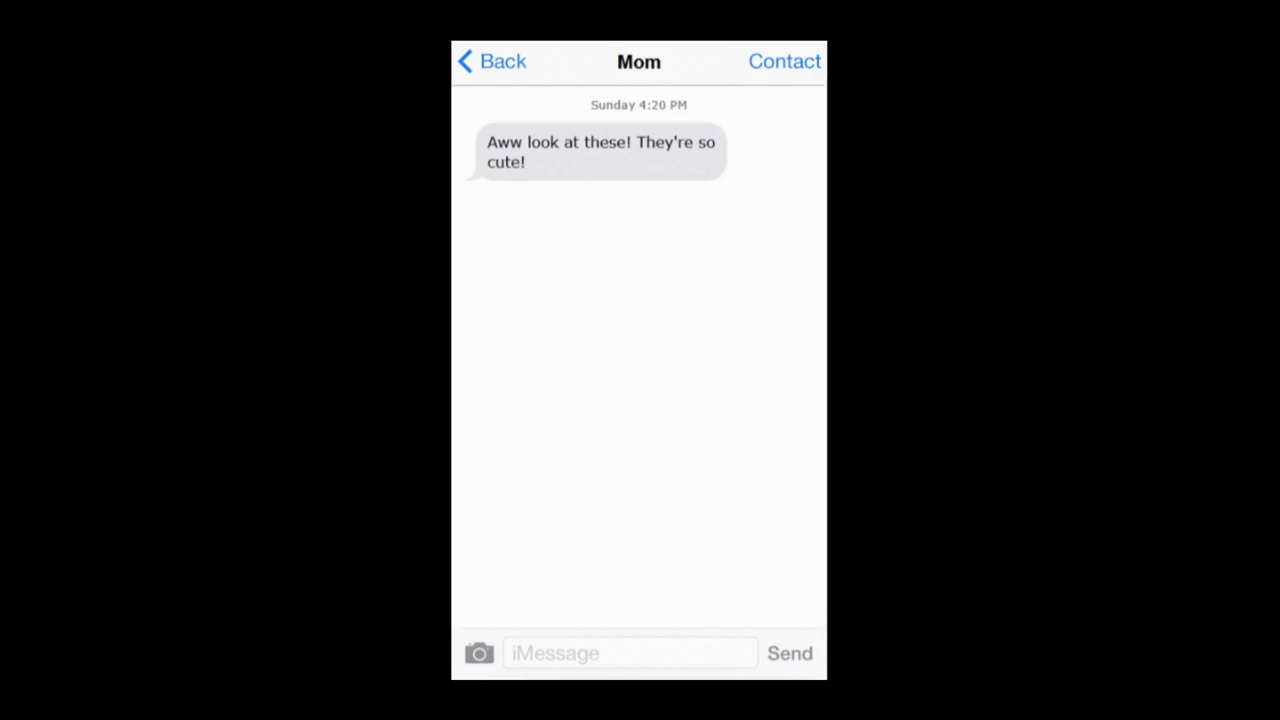 Back Mom Contact
Sunday 4:20 PM
Aww look at these! They're so
cute!
iMessage Send